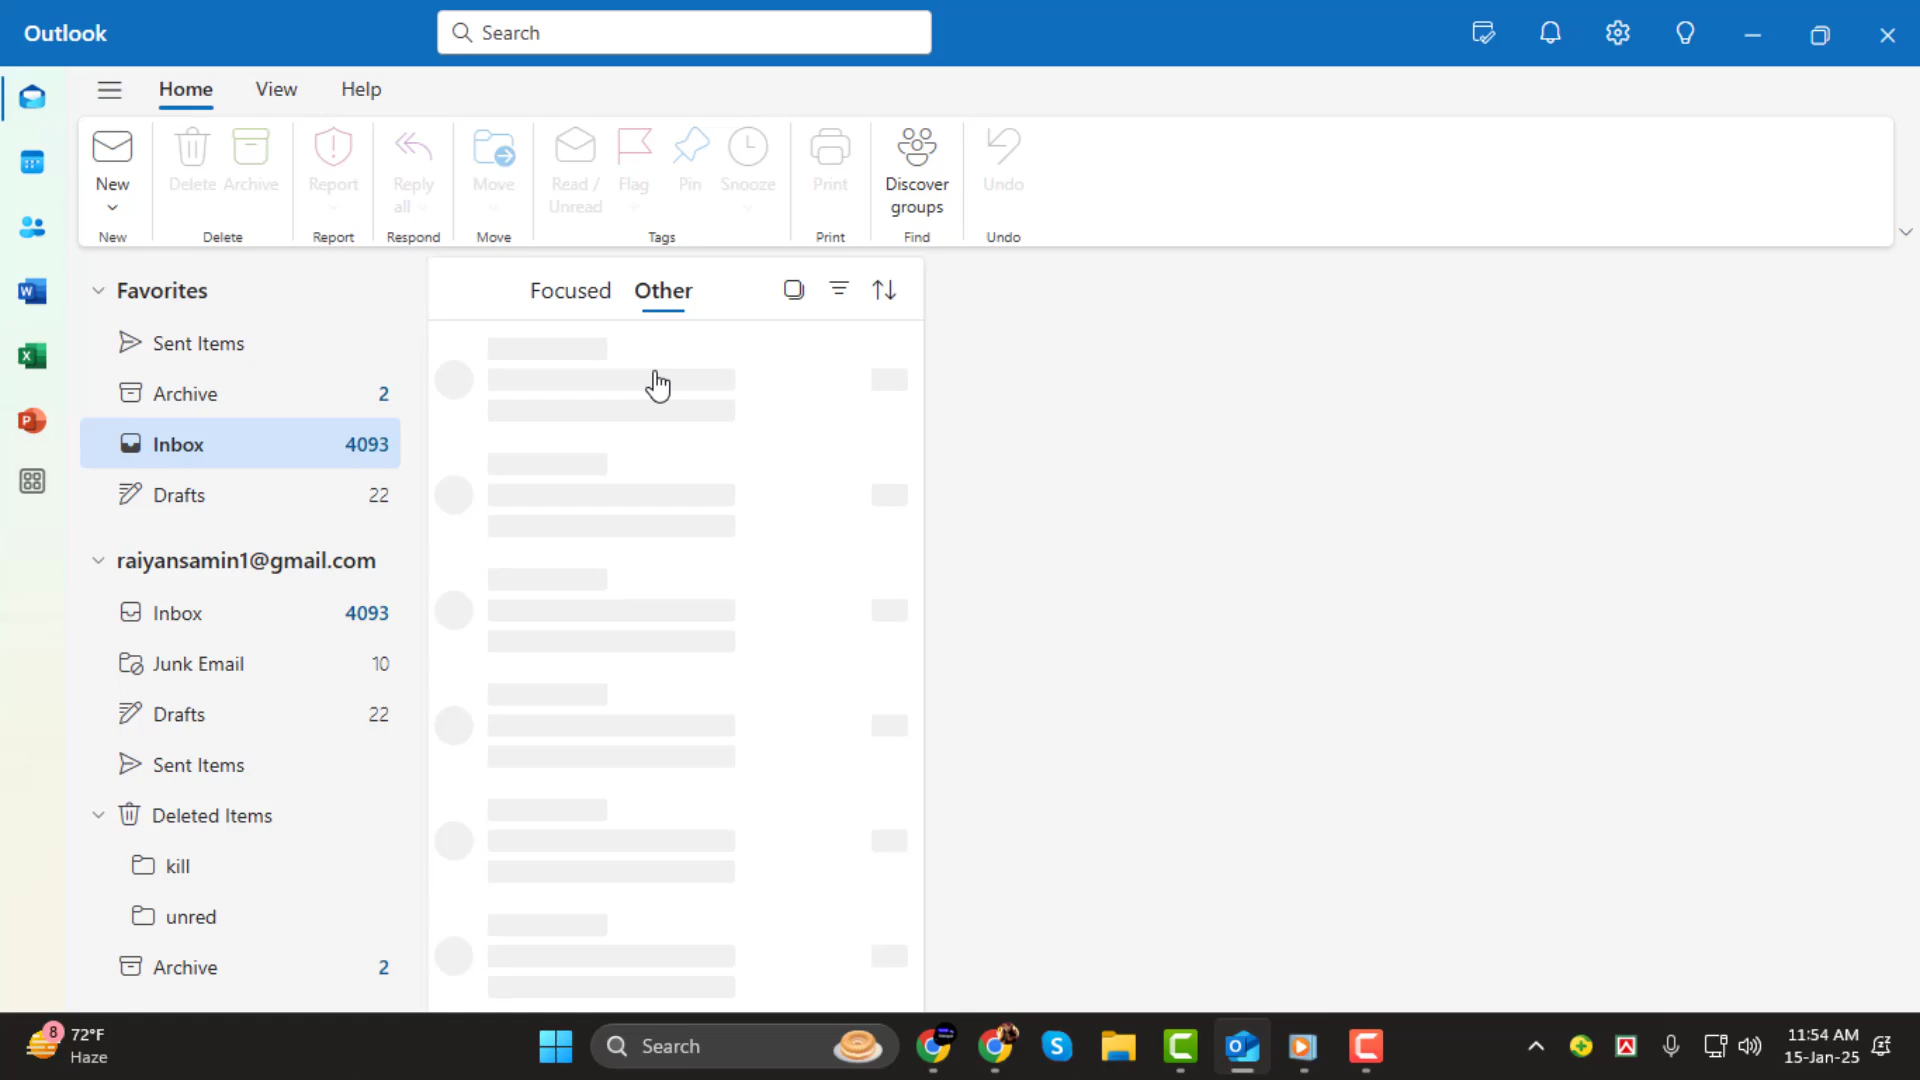 Outlook
Search
Home View Help
New
Delete Archive
Report
Reply all
Move
Read / Unread
Flag
Pin
Snooze
Print
Discover groups
Undo
New Delete Report Respond Move Tags Print Find Undo
Favorites
Sent Items
Archive 2
Inbox 4093
Drafts 22
raiyansamin1@gmail.com
Inbox 4093
Junk Email 10
Drafts 22
Sent Items
Deleted Items
kill
unred
Archive 2
Focused Other
8 72°F
Haze
Search
11:54 AM
15-Jan-25